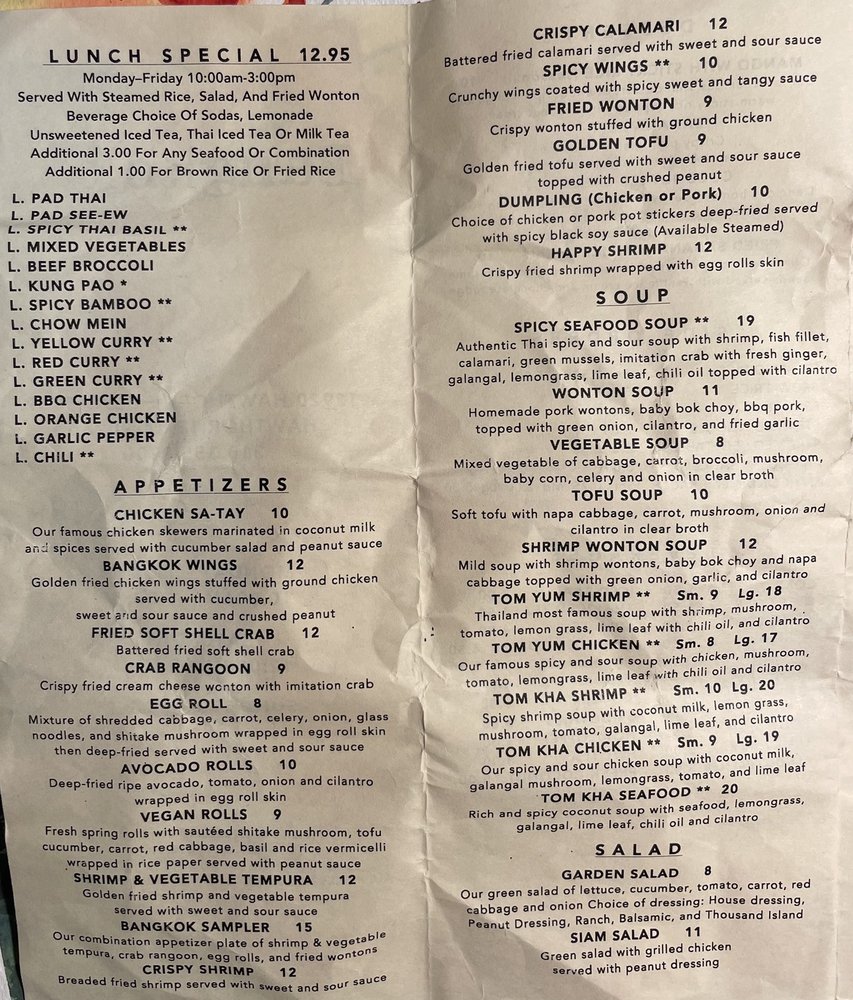 LUNCH SPECIAL 12.95
Monday–Friday 10:00am-3:00pm
Served With Steamed Rice, Salad, And Fried Wonton
Beverage Choice Of Sodas, Lemonade
Unsweetened Iced Tea, Thai Iced Tea Or Milk Tea
Additional 3.00 For Any Seafood Or Combination
Additional 1.00 For Brown Rice Or Fried Rice
L. PAD THAI
L. PAD SEE-EW
L. SPICY THAI BASIL **
L. MIXED VEGETABLES
L. BEEF BROCCOLI
L. KUNG PAO *
L. SPICY BAMBOO **
L. CHOW MEIN
L. YELLOW CURRY **
L. RED CURRY **
L. GREEN CURRY **
L. BBQ CHICKEN
L. ORANGE CHICKEN
L. GARLIC PEPPER
L. CHILI **
APPETIZERS
CHICKEN SA-TAY 10
Our famous chicken skewers marinated in coconut milk
and spices served with cucumber salad and peanut sauce
BANGKOK WINGS 12
Golden fried chicken wings stuffed with ground chicken
served with cucumber,
sweet and sour sauce and crushed peanut
FRIED SOFT SHELL CRAB 12
Battered fried soft shell crab
CRAB RANGOON 9
Crispy fried cream cheese wonton with imitation crab
EGG ROLL 8
Mixture of shredded cabbage, carrot, celery, onion, glass
noodles, and shitake mushroom wrapped in egg roll skin
then deep-fried served with sweet and sour sauce
AVOCADO ROLLS 10
Deep-fried ripe avocado, tomato, onion and cilantro
wrapped in egg roll skin
VEGAN ROLLS 9
Fresh spring rolls with sautéed shitake mushroom, tofu
cucumber, carrot, red cabbage, basil and rice vermicelli
wrapped in rice paper served with peanut sauce
SHRIMP & VEGETABLE TEMPURA 12
Golden fried shrimp and vegetable tempura
served with sweet and sour sauce
BANGKOK SAMPLER 15
Our combination appetizer plate of shrimp & vegetable
tempura, crab rangoon, egg rolls, and fried wontons
CRISPY SHRIMP 12
Breaded fried shrimp served with sweet and sour sauce
CRISPY CALAMARI 12
Battered fried calamari served with sweet and sour sauce
SPICY WINGS ** 10
Crunchy wings coated with spicy sweet and tangy sauce
FRIED WONTON 9
Crispy wonton stuffed with ground chicken
GOLDEN TOFU 9
Golden fried tofu served with sweet and sour sauce
topped with crushed peanut
DUMPLING (Chicken or Pork) 10
Choice of chicken or pork pot stickers deep-fried served
with spicy black soy sauce (Available Steamed)
HAPPY SHRIMP 12
Crispy fried shrimp wrapped with egg rolls skin
SOUP
SPICY SEAFOOD SOUP ** 19
Authentic Thai spicy and sour soup with shrimp, fish fillet,
calamari, green mussels, imitation crab with fresh ginger,
galangal, lemongrass, lime leaf, chili oil topped with cilantro
WONTON SOUP 11
Homemade pork wontons, baby bok choy, bbq pork,
topped with green onion, cilantro, and fried garlic
VEGETABLE SOUP 8
Mixed vegetable of cabbage, carrot, broccoli, mushroom,
baby corn, celery and onion in clear broth
TOFU SOUP 10
Soft tofu with napa cabbage, carrot, mushroom, onion and
cilantro in clear broth
SHRIMP WONTON SOUP 12
Mild soup with shrimp wontons, baby bok choy and napa
cabbage topped with green onion, garlic, and cilantro
TOM YUM SHRIMP ** Sm. 9 Lg. 18
Thailand most famous soup with shrimp, mushroom,
tomato, lemon grass, lime leaf with chili oil, and cilantro
TOM YUM CHICKEN ** Sm. 8 Lg. 17
Our famous spicy and sour soup with chicken, mushroom,
tomato, lemongrass, lime leaf with chili oil and cilantro
TOM KHA SHRIMP ** Sm. 10 Lg. 20
Spicy shrimp soup with coconut milk, lemon grass,
mushroom, tomato, galangal, lime leaf, and cilantro
TOM KHA CHICKEN ** Sm. 9 Lg. 19
Our spicy and sour chicken soup with coconut milk,
galangal mushroom, lemongrass, tomato, and lime leaf
TOM KHA SEAFOOD ** 20
Rich and spicy coconut soup with seafood, lemongrass,
galangal, lime leaf, chili oil and cilantro
SALAD
GARDEN SALAD 8
Our green salad of lettuce, cucumber, tomato, carrot, red
cabbage and onion Choice of dressing: House dressing,
Peanut Dressing, Ranch, Balsamic, and Thousand Island
SIAM SALAD 11
Green salad with grilled chicken
served with peanut dressing